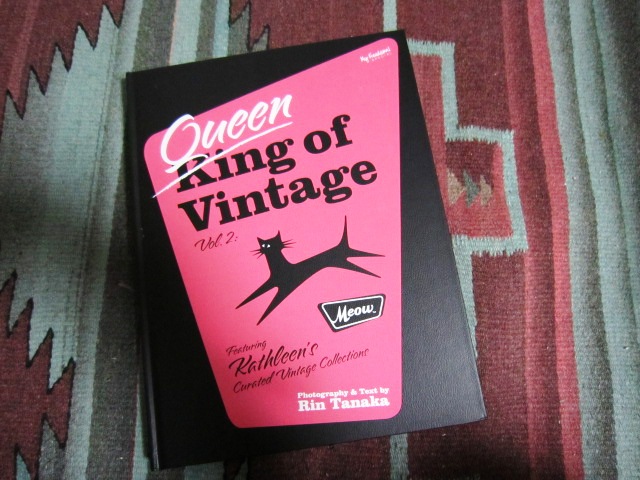 Queen
King of
Vintage
Vol. 2:
Meow
Featuring
Kathleen's
Curated Vintage Collections
Photography & Text by
Rin Tanaka